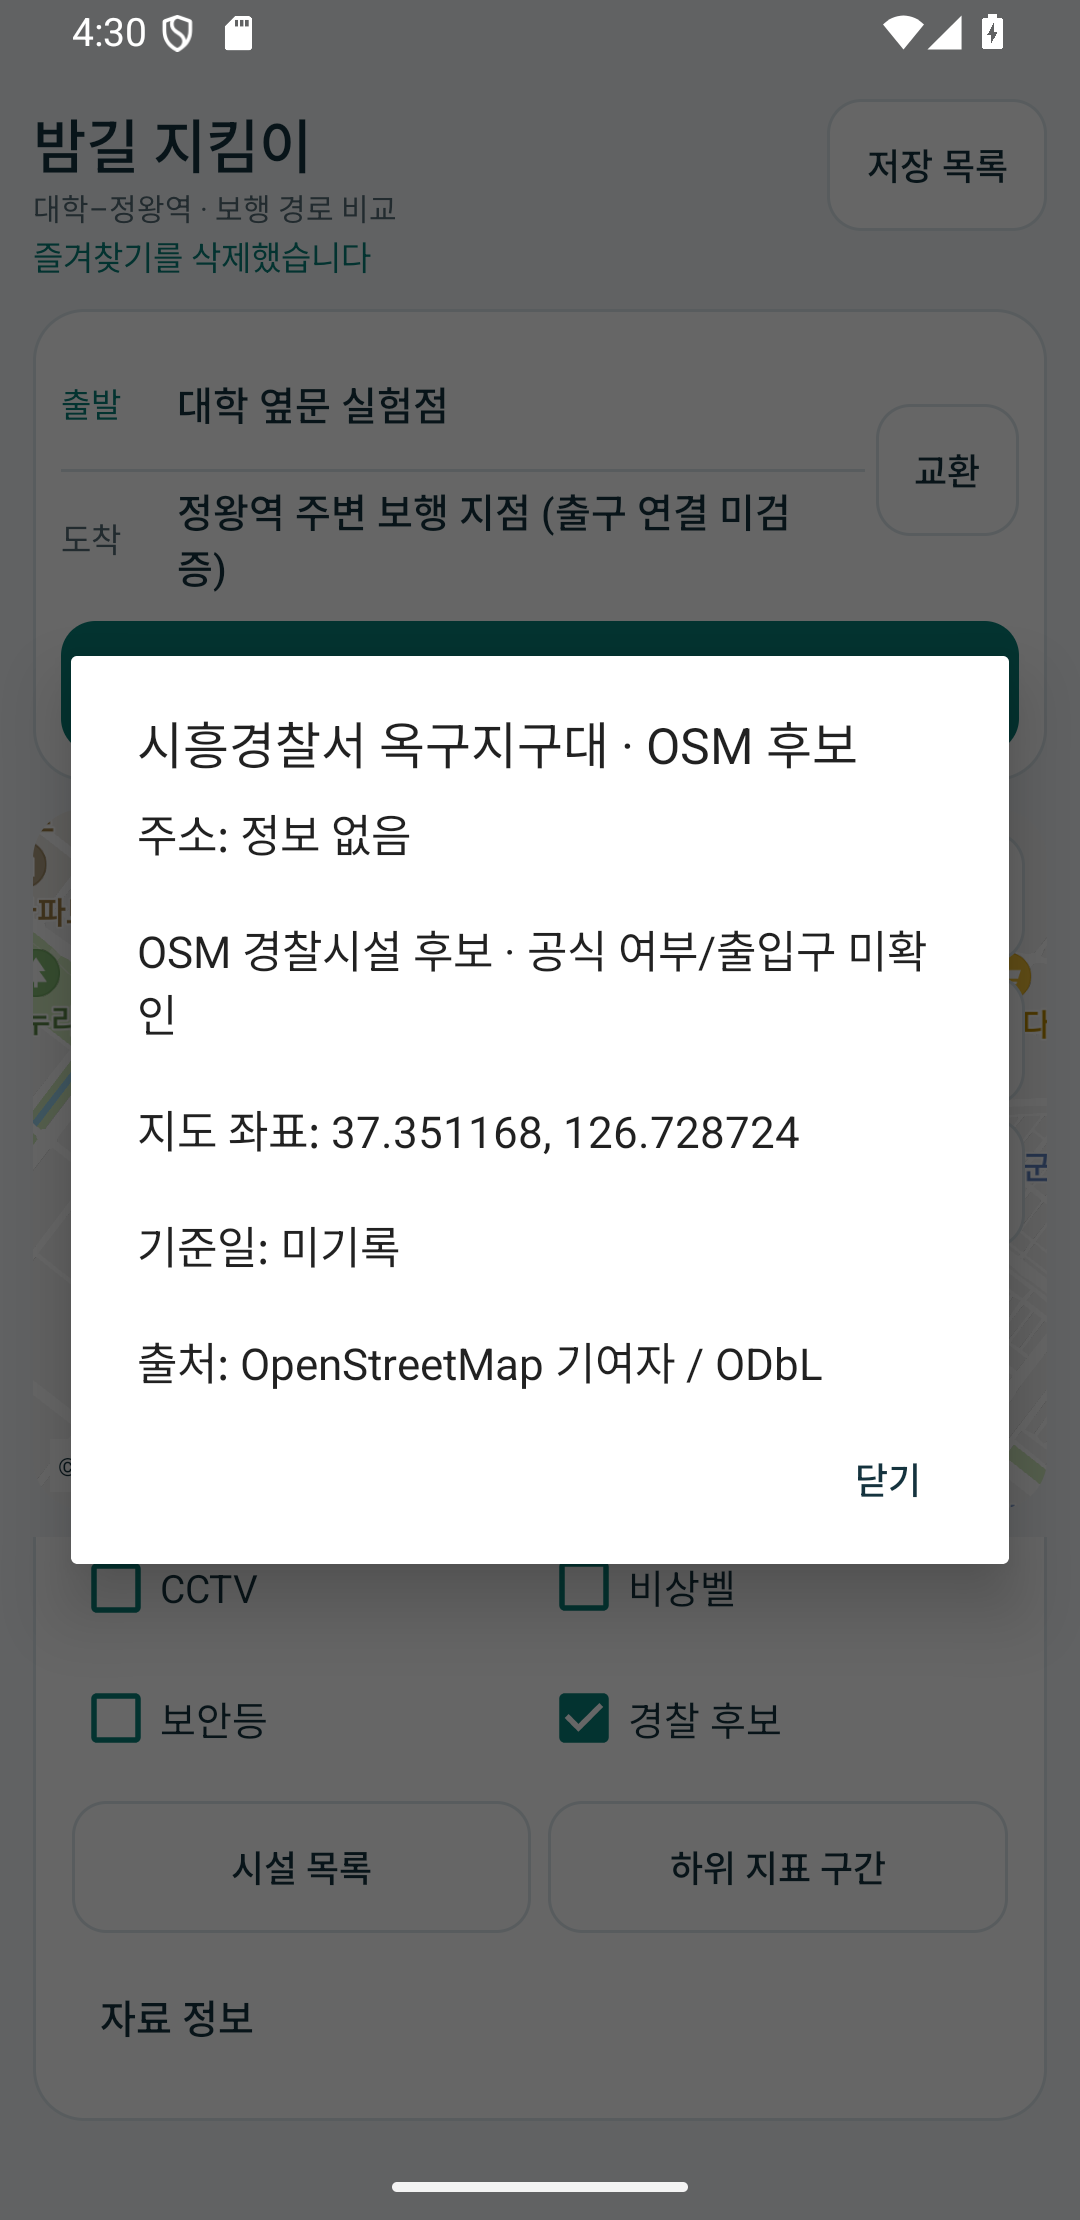 4:30
밤길 지킴이
저장 목록
대학–정왕역 · 보행 경로 비교
즐겨찾기를 삭제했습니다
출발
대학 옆문 실험점
교환
도착
정왕역 주변 보행 지점 (출구 연결 미검
증)
시흥경찰서 옥구지구대 · OSM 후보
주소: 정보 없음
OSM 경찰시설 후보 · 공식 여부/출입구 미확
인
지도 좌표: 37.351168, 126.728724
기준일: 미기록
출처: OpenStreetMap 기여자 / ODbL
닫기
CCTV
비상벨
보안등
경찰 후보
시설 목록
하위 지표 구간
자료 정보